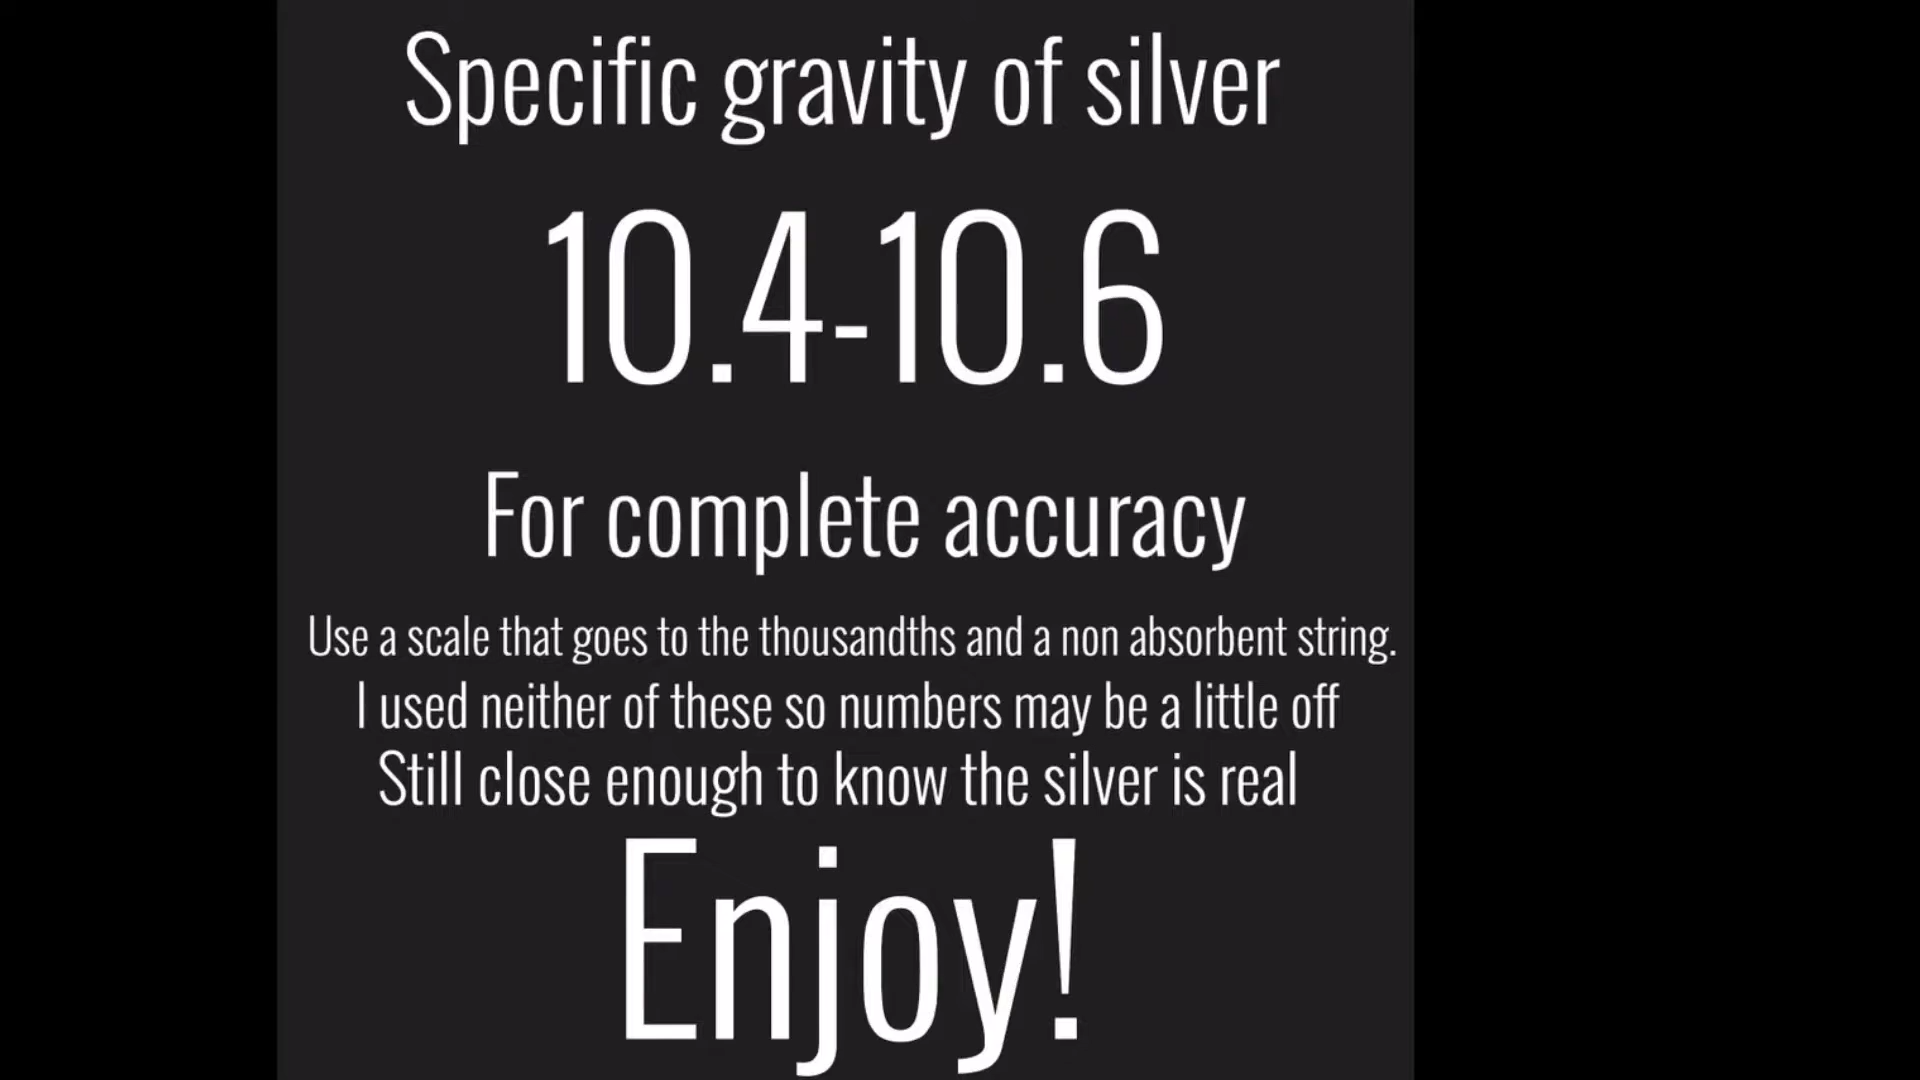 Specific gravity of silver
10.4-10.6
For complete accuracy
Use a scale that goes to the thousandths and a non absorbent string.
I used neither of these so numbers may be a little off
Still close enough to know the silver is real
Enjoy!